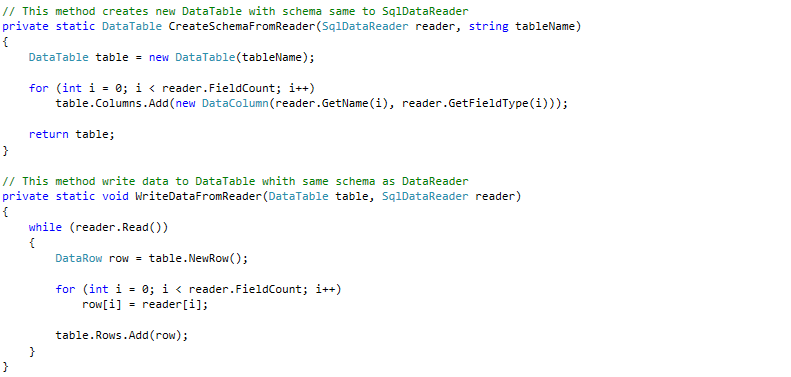 // This method creates new DataTable with schema same to SqlDataReader
private static DataTable CreateSchemaFromReader(SqlDataReader reader, string tableName)
{
    DataTable table = new DataTable(tableName);

    for (int i = 0; i < reader.FieldCount; i++)
        table.Columns.Add(new DataColumn(reader.GetName(i), reader.GetFieldType(i)));

    return table;
}

// This method write data to DataTable whith same schema as DataReader
private static void WriteDataFromReader(DataTable table, SqlDataReader reader)
{
    while (reader.Read())
    {
        DataRow row = table.NewRow();

        for (int i = 0; i < reader.FieldCount; i++)
            row[i] = reader[i];

        table.Rows.Add(row);
    }
}